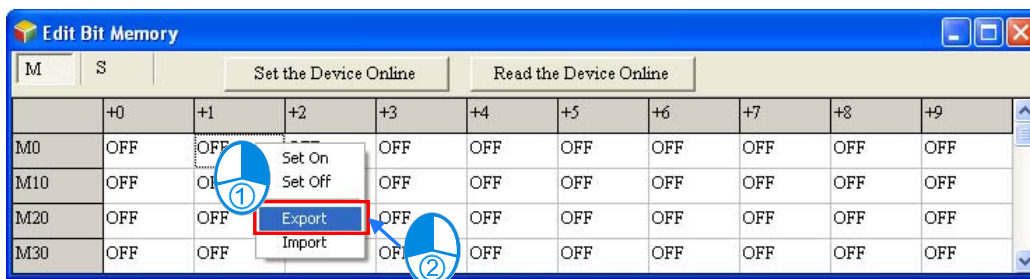 Edit Bit Memory
M S Set the Device Online Read the Device Online
+0 +1 +2 +3 +4 +5 +6 +7 +8 +9
M0 OFF OFF OFF OFF OFF OFF OFF OFF OFF
Set On
M10 OFF OFF OFF OFF OFF OFF OFF OFF
Set Off
1
M20 OFF OFF Export OFF OFF OFF OFF OFF OFF OFF
M30 OFF OFF Import OFF OFF OFF OFF OFF OFF
2